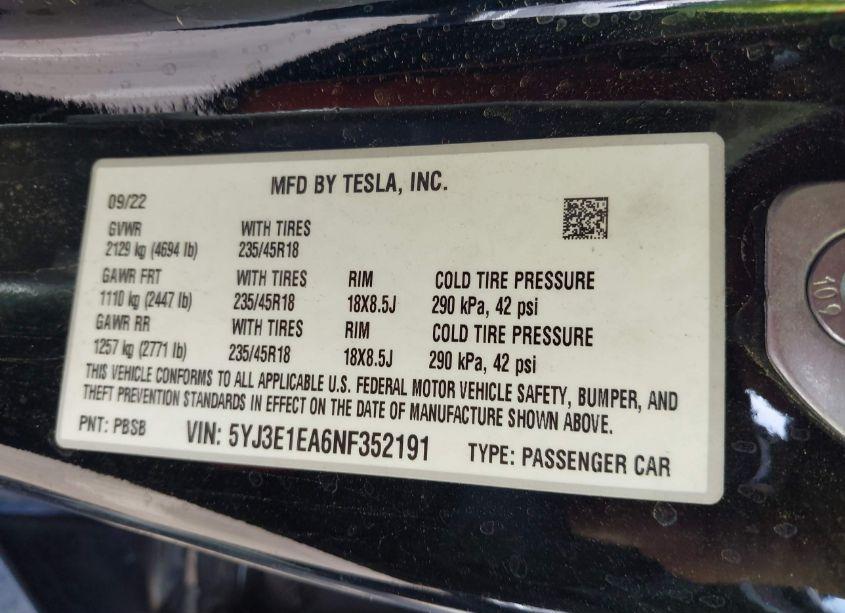 MFD BY TESLA, INC.
09/22
GVWR WITH TIRES
2129 kg (4694 lb) 235/45R18
GAWR FRT WITH TIRES RIM COLD TIRE PRESSURE
1110 kg (2447 lb) 235/45R18 18X8.5J 290 kPa, 42 psi
GAWR RR WITH TIRES RIM COLD TIRE PRESSURE
1257 kg (2771 lb) 235/45R18 18X8.5J 290 kPa, 42 psi
THIS VEHICLE CONFORMS TO ALL APPLICABLE U.S. FEDERAL MOTOR VEHICLE SAFETY, BUMPER, AND
THEFT PREVENTION STANDARDS IN EFFECT ON THE DATE OF MANUFACTURE SHOWN ABOVE.
PNT: PBSB VIN: 5YJ3E1EA6NF352191 TYPE: PASSENGER CAR
109